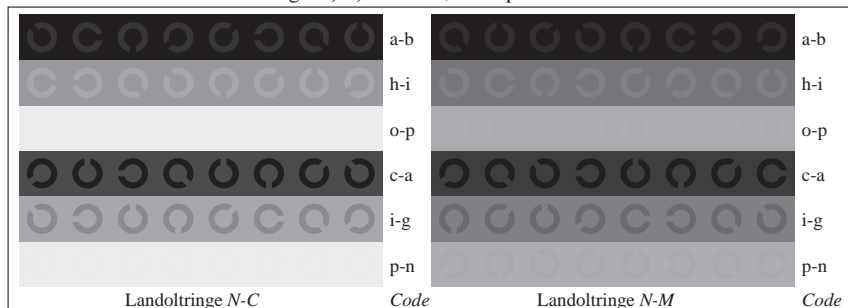 a-b a-b
h-i h-i
o-p o-p
c-a c-a
i-g i-g
p-n p-n
Landoltringe N-C Code Landoltringe N-M Code